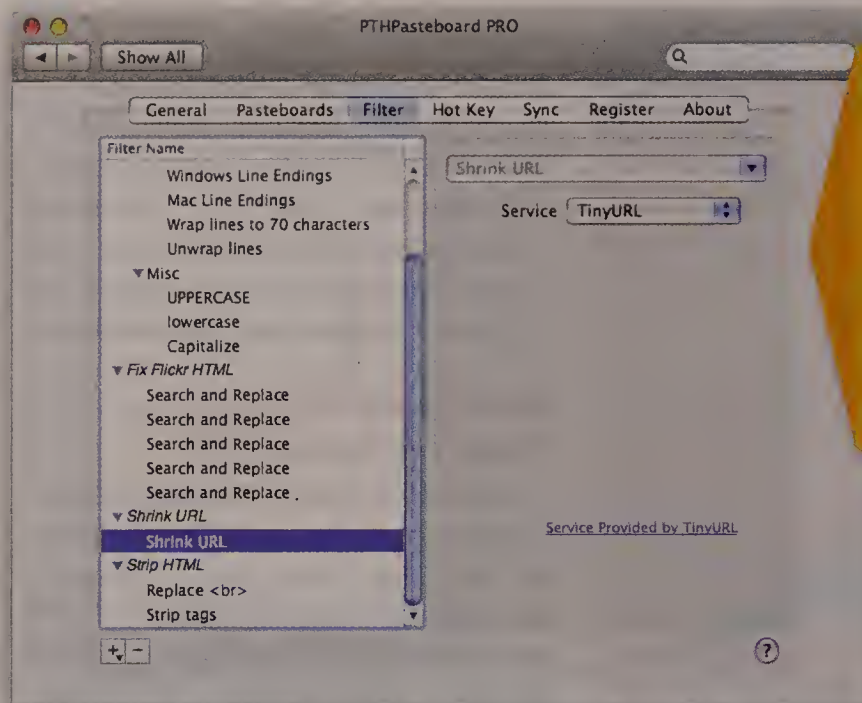 PTHPasteboard PRO
Show All
General Pasteboards Filter Hot Key Sync Register About
Filter Name
Windows Line Endings
Mac Line Endings
Wrap lines to 70 characters
Unwrap lines
Misc
UPPERCASE
lowercase
Capitalize
Fix Flickr HTML
Search and Replace
Search and Replace
Search and Replace
Search and Replace
Search and Replace
Shrink URL
Shrink URL
Strip HTML
Replace <br>
Strip tags
Shrink URL
Service TinyURL
Service Provided by TinyURL
+ −
?